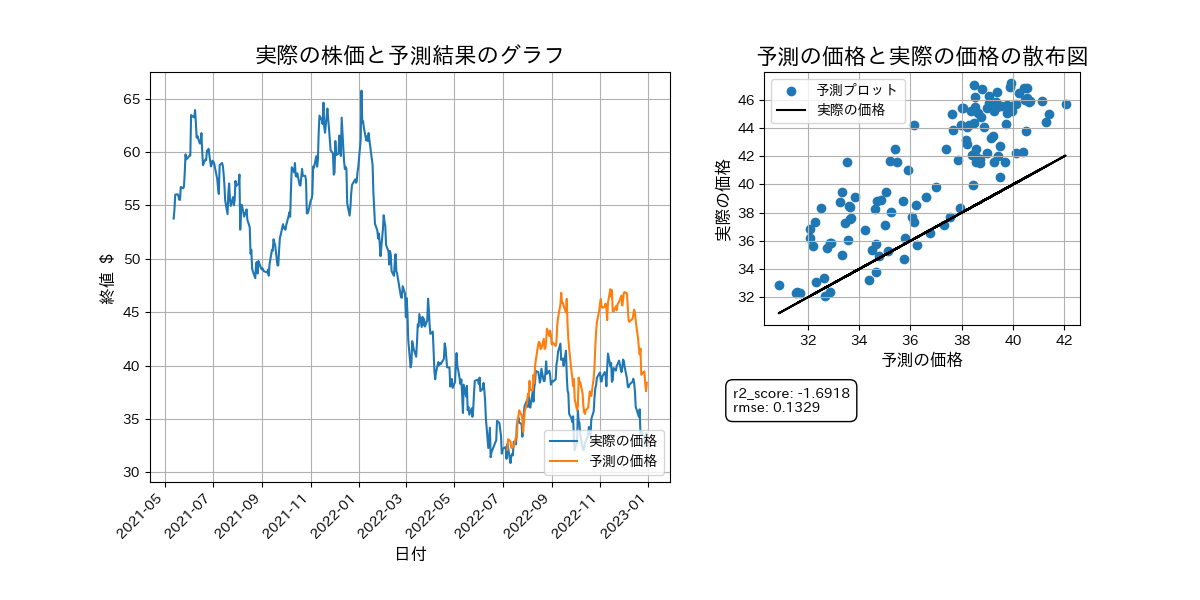 実際の株価と予測結果のグラフ
終値 $
65
60
55
50
45
40
35
30
2021-05
2021-07
2021-09
2021-11
2022-01
2022-03
2022-05
2022-07
2022-09
2022-11
2023-01
日付
実際の価格
予測の価格
予測の価格と実際の価格の散布図
予測プロット
実際の価格
実際の価格
46
44
42
40
38
36
34
32
32
34
36
38
40
42
予測の価格
r2_score: -1.6918
rmse: 0.1329